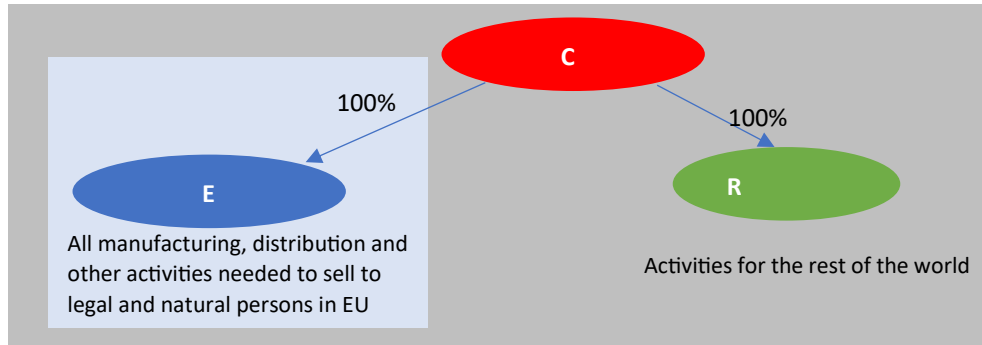 C
100%
100%
E
R
All manufacturing, distribution and
other activities needed to sell to
legal and natural persons in EU
Activities for the rest of the world